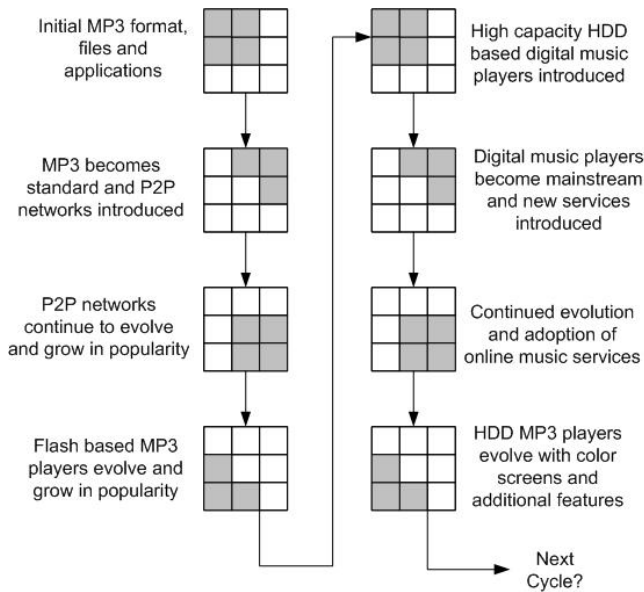 Initial MP3 format,
files and
applications
MP3 becomes
standard and P2P
networks introduced
P2P networks
continue to evolve
and grow in popularity
Flash based MP3
players evolve and
grow in popularity
High capacity HDD
based digital music
players introduced
Digital music players
become mainstream
and new services
introduced
Continued evolution
and adoption of
online music services
HDD MP3 players
evolve with color
screens and
additional features
Next
Cycle?